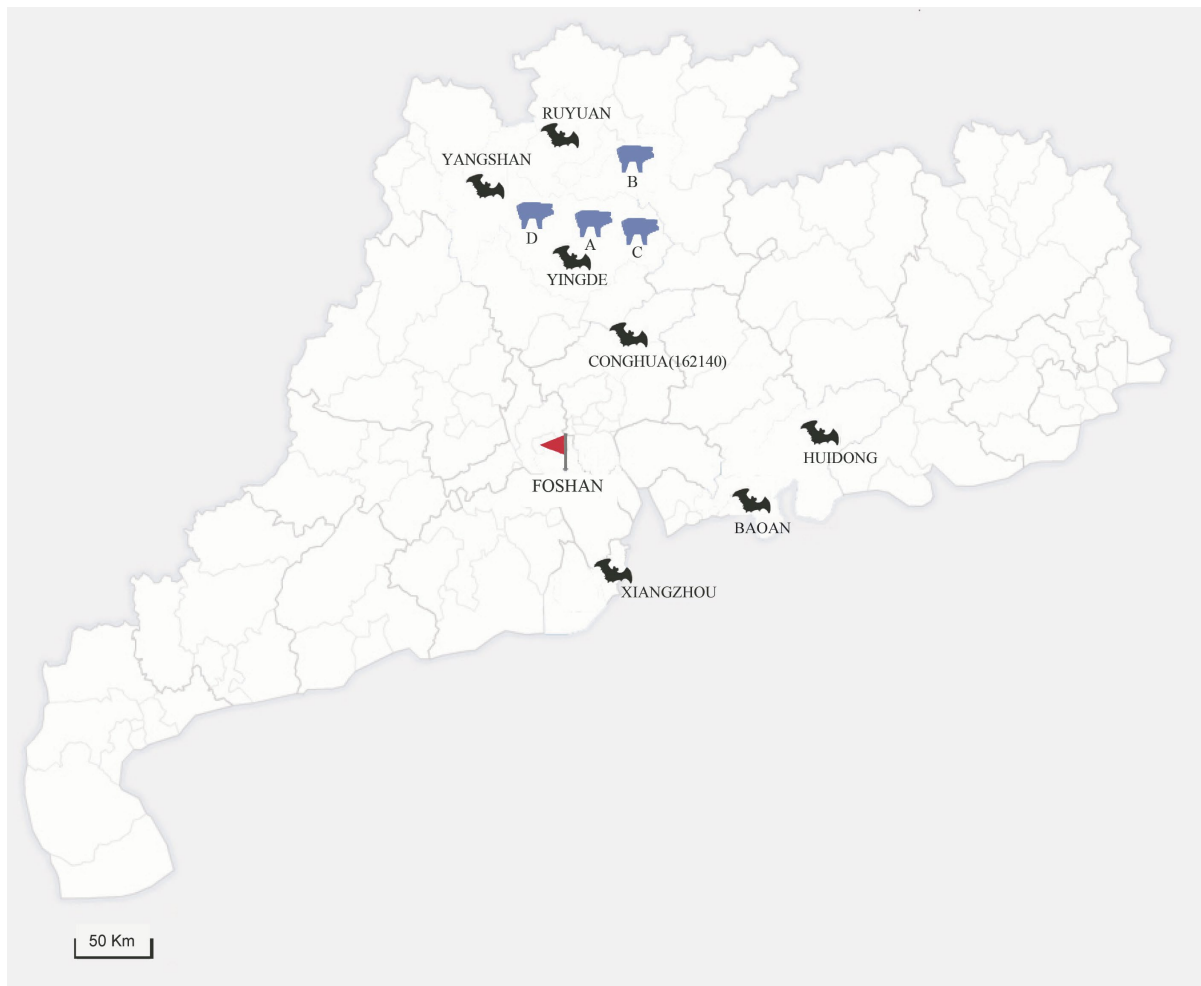 RUYUAN
YANGSHAN
B
D
A
C
YINGDE
CONGHUA(162140)
HUIDONG
FOSHAN
BAOAN
XIANGZHOU
50 Km